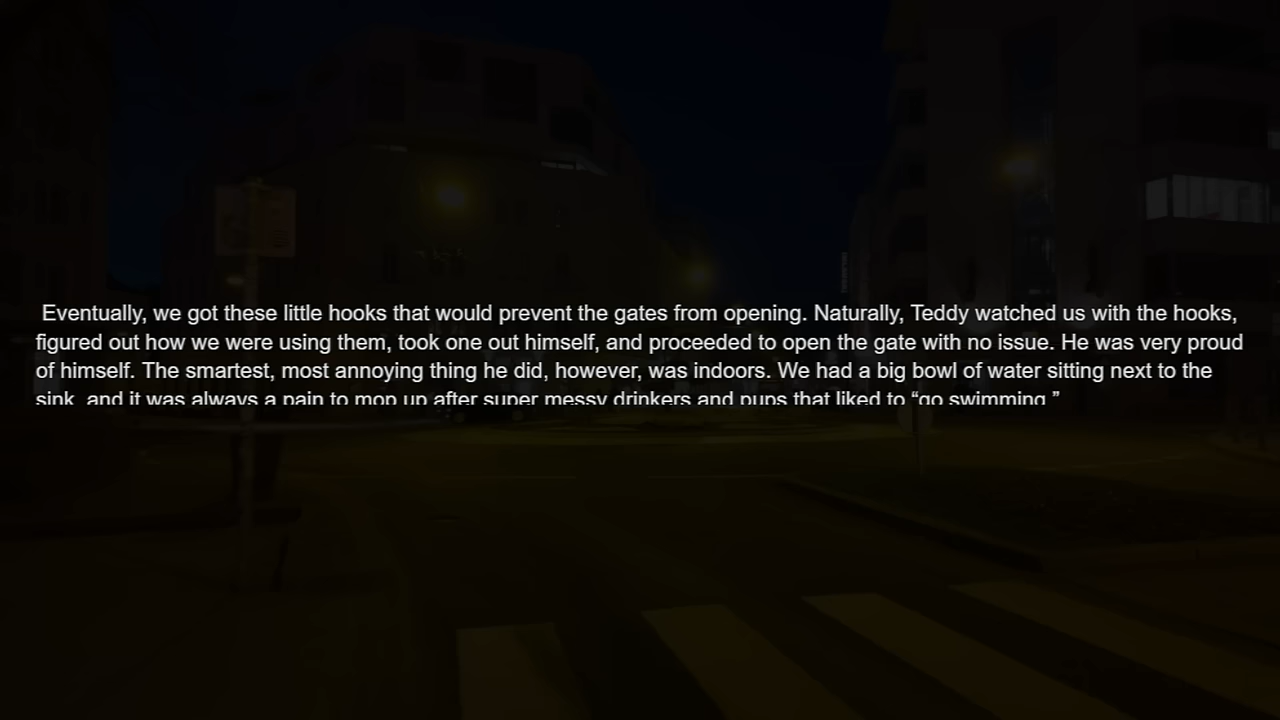 Eventually, we got these little hooks that would prevent the gates from opening. Naturally, Teddy watched us with the hooks,
figured out how we were using them, took one out himself, and proceeded to open the gate with no issue. He was very proud
of himself. The smartest, most annoying thing he did, however, was indoors. We had a big bowl of water sitting next to the
sink, and it was always a pain to mop up after super messy drinkers and pups that liked to “go swimming.”